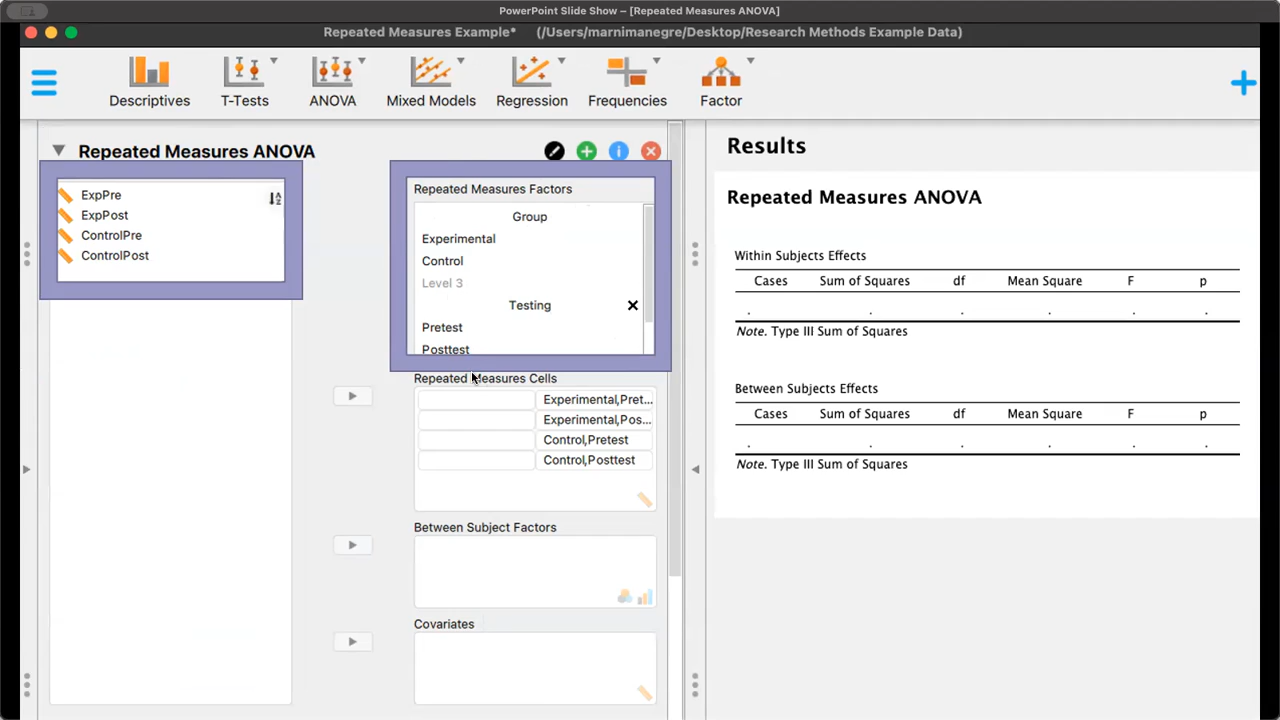 PowerPoint Slide Show – [Repeated Measures ANOVA]
Repeated Measures Example* (/Users/marnimanegre/Desktop/Research Methods Example Data)
Descriptives T-Tests ANOVA Mixed Models Regression Frequencies Factor
Repeated Measures ANOVA
ExpPre
ExpPost
ControlPre
ControlPost
Repeated Measures Factors
Group
Experimental
Control
Level 3
Testing
Pretest
Posttest
Repeated Measures Cells
Experimental,Pret...
Experimental,Pos...
Control,Pretest
Control,Posttest
Between Subject Factors
Covariates
Results
Repeated Measures ANOVA
Within Subjects Effects
Cases Sum of Squares df Mean Square F p
. . . . . .
Note. Type III Sum of Squares
Between Subjects Effects
Cases Sum of Squares df Mean Square F p
. . . . . .
Note. Type III Sum of Squares